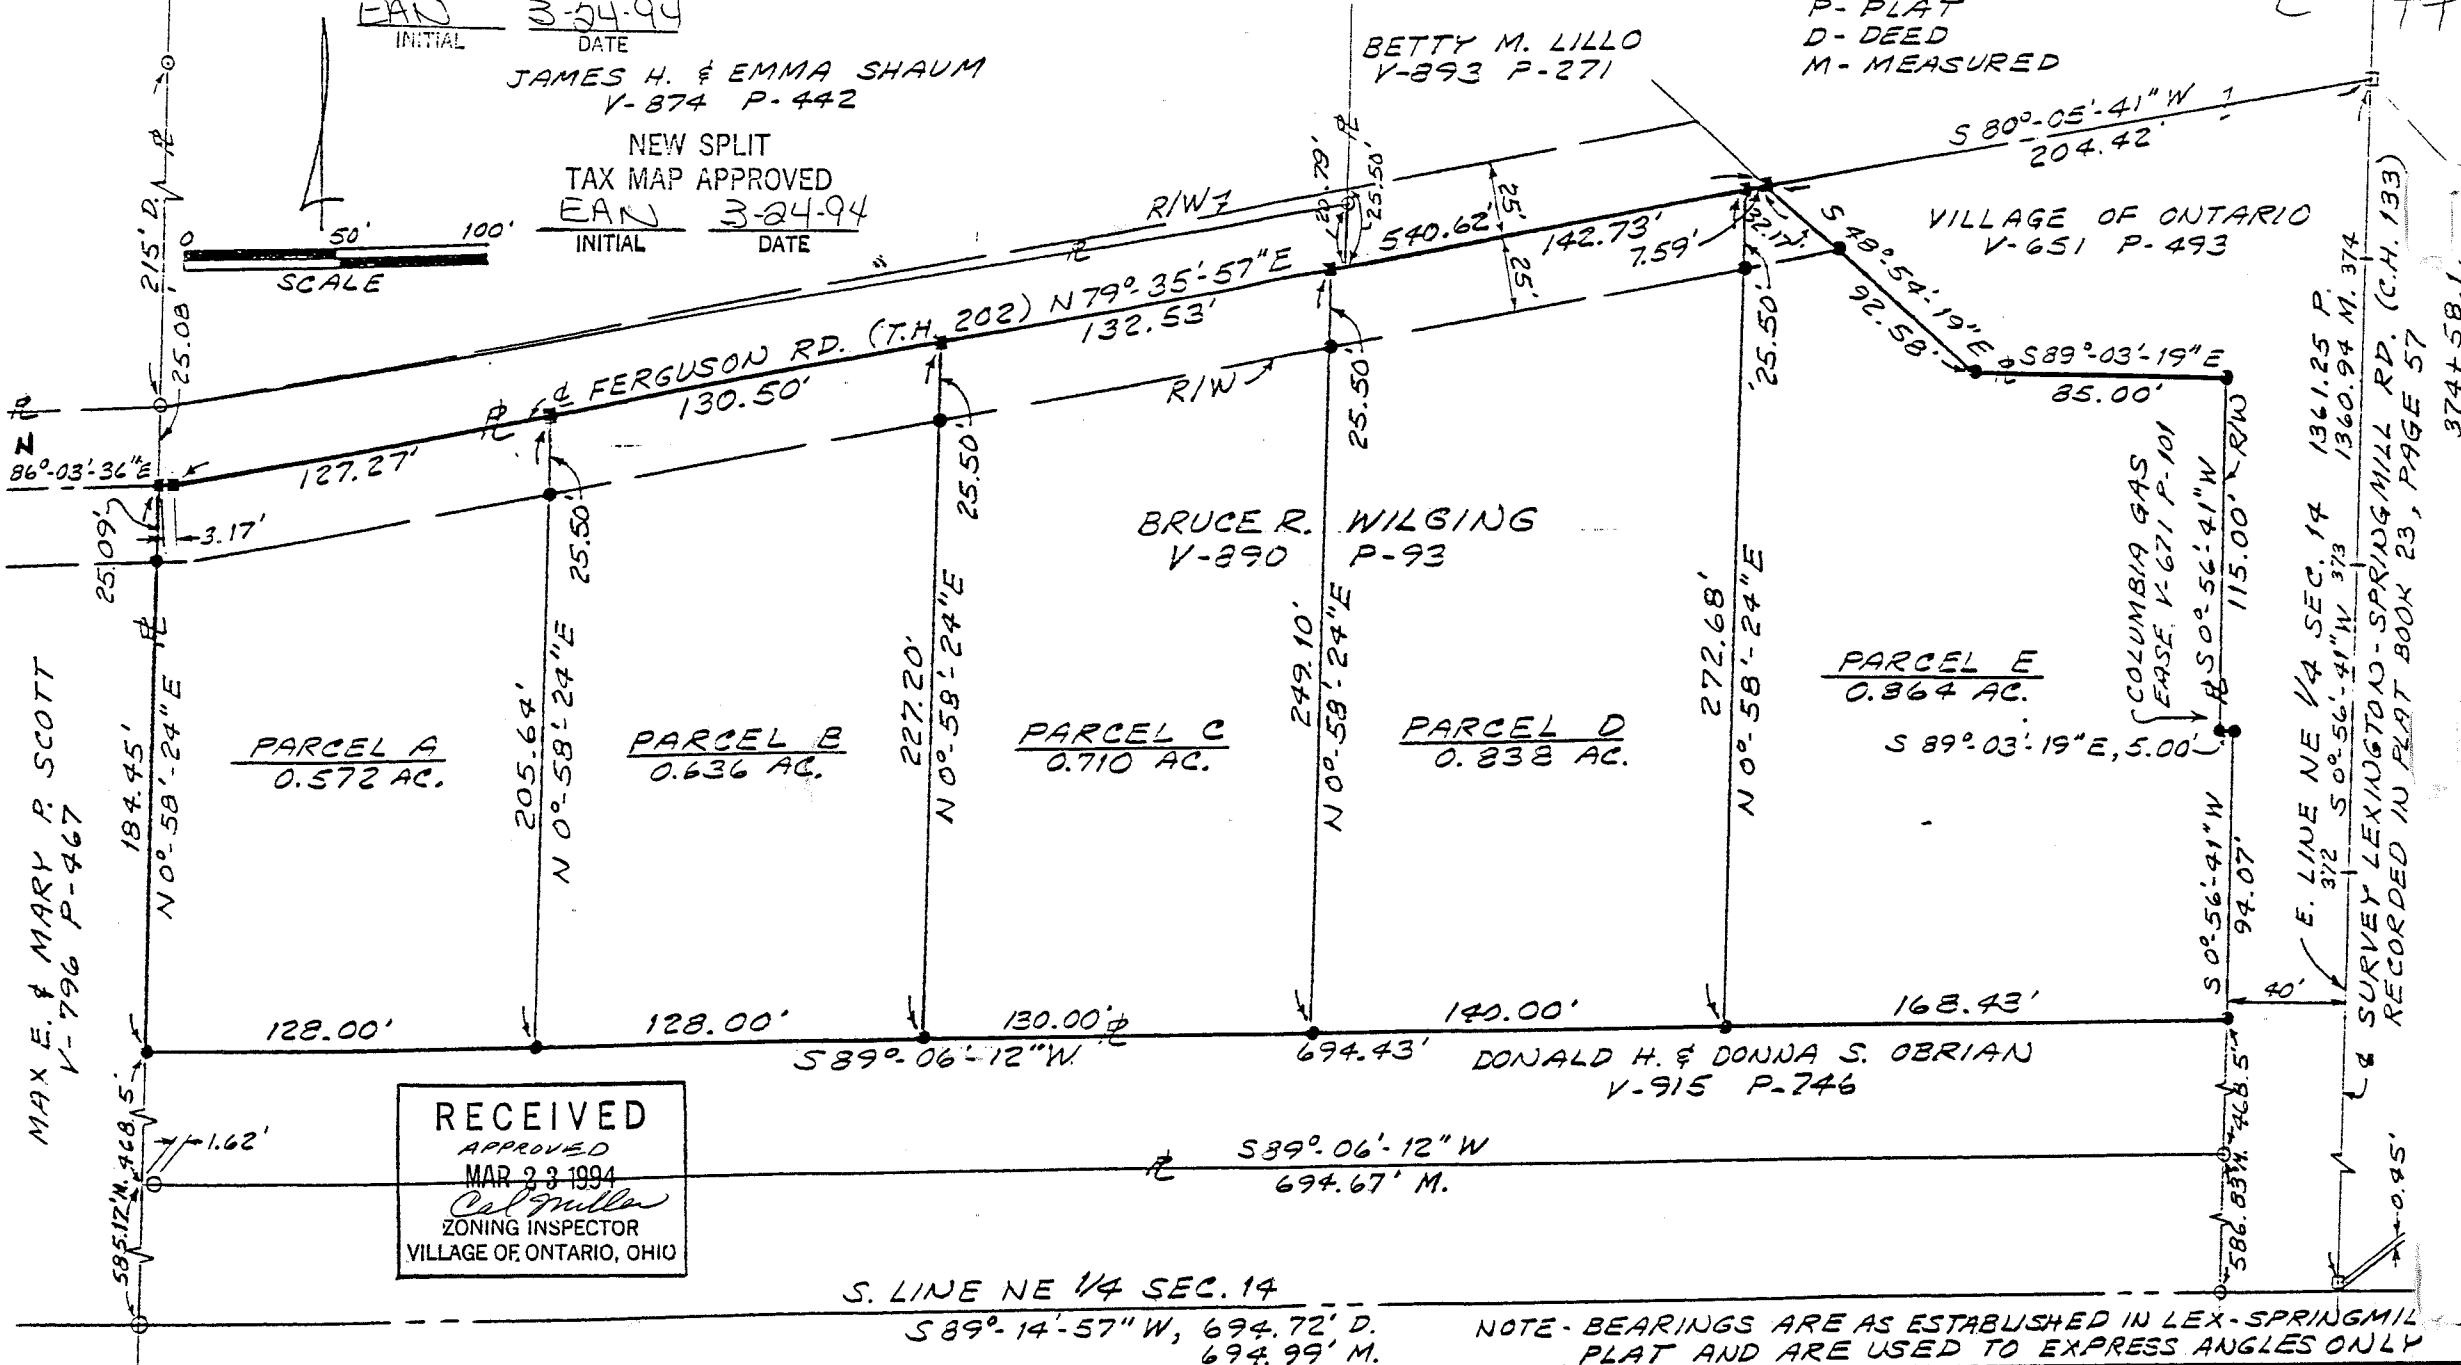 EAN 3-24-94
INITIAL DATE
JAMES H. & EMMA SHAUM
V-874 P-442
NEW SPLIT
TAX MAP APPROVED
EAN 3-24-94
INITIAL DATE
0 50' 100'
SCALE
BETTY M. LILLO
V-893 P-271
P- PLAT
D- DEED
M- MEASURED
S 80°-05'-41" W
204.42'
VILLAGE OF ONTARIO
V-651 P-493
215' D.
25.08'
R/W
20.79'
25.50'
25'
25'
540.62'
142.73'
7.59'
32.17'
S 48°-54'-19" E
92.58'
S 89°-03'-19" E
85.00'
FERGUSON RD. (T.H. 202) N 79°-35'-57" E
127.27'
130.50'
132.53'
R/W
N
86°-03'-36" E
3.17'
25.09'
25.50'
25.50'
25.50'
25.50'
BRUCE R. WILGING
V-890 P-93
COLUMBIA GAS
EASE. V-671 P-101
S 0°-56'-41" W
115.00'
R/W
MAX E. & MARY P. SCOTT
V-796 P-467
184.45'
N 0°-58'-24" E
PARCEL A
0.572 AC.
205.64'
N 0°-58'-24" E
PARCEL B
0.636 AC.
227.20'
N 0°-58'-24" E
PARCEL C
0.710 AC.
249.10'
N 0°-58'-24" E
PARCEL D
0.838 AC.
272.68'
N 0°-58'-24" E
PARCEL E
0.864 AC.
S 89°-03'-19" E, 5.00'
S 0°-56'-41" W
94.07'
E. LINE NE 1/4 SEC. 14 1361.25 P.
372 S 0°-56'-41" W 373 1360.94 M. 374
SURVEY LEXINGTON-SPRINGMILL RD. (C.H. 133)
RECORDED IN PLAT BOOK 23, PAGE 57
374+58.1
40'
128.00'
128.00'
130.00'
140.00'
168.43'
S 89°-06'-12" W.
694.43'
DONALD H. & DONNA S. OBRIAN
V-915 P-746
468.5'
1.62'
585.12' M.
RECEIVED
APPROVED
MAR 23 1994
Cal Miller
ZONING INSPECTOR
VILLAGE OF ONTARIO, OHIO
S 89°-06'-12" W
694.67' M.
468.5'
586.83' M.
0.45'
S. LINE NE 1/4 SEC. 14
S 89°-14'-57" W, 694.72' D.
694.99' M.
NOTE - BEARINGS ARE AS ESTABLISHED IN LEX-SPRINGMIL
PLAT AND ARE USED TO EXPRESS ANGLES ONLY